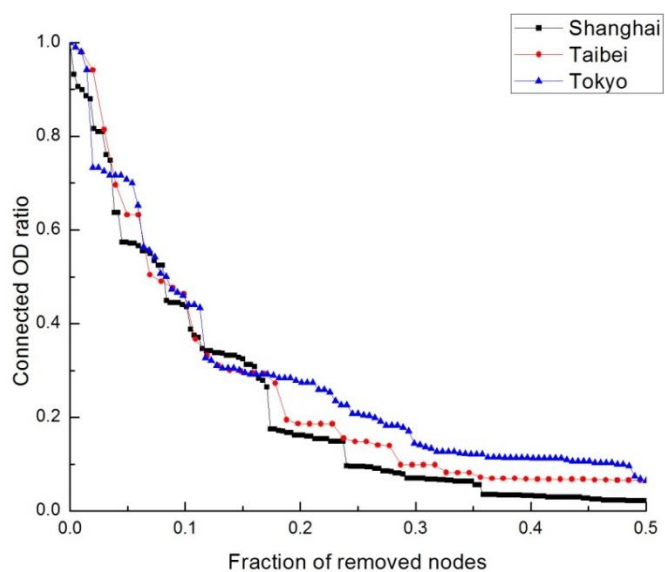 Shanghai
Taibei
Tokyo
1.0
0.8
0.6
0.4
0.2
0.0
Connected OD ratio
0.0 0.1 0.2 0.3 0.4 0.5
Fraction of removed nodes